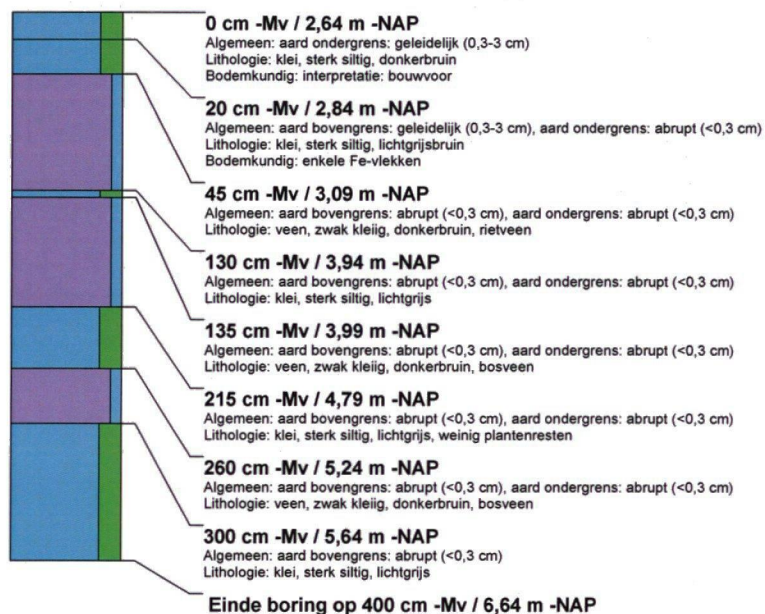 0 cm -Mv / 2,64 m -NAP
Algemeen: aard ondergrens: geleidelijk (0,3-3 cm)
Lithologie: klei, sterk siltig, donkerbruin
Bodemkundig: interpretatie: bouwvoor
20 cm -Mv / 2,84 m -NAP
Algemeen: aard bovengrens: geleidelijk (0,3-3 cm), aard ondergrens: abrupt (<0,3 cm)
Lithologie: klei, sterk siltig, lichtgrijsbruin
Bodemkundig: enkele Fe-vlekken
45 cm -Mv / 3,09 m -NAP
Algemeen: aard bovengrens: abrupt (<0,3 cm), aard ondergrens: abrupt (<0,3 cm)
Lithologie: veen, zwak kleiig, donkerbruin, rietveen
130 cm -Mv / 3,94 m -NAP
Algemeen: aard bovengrens: abrupt (<0,3 cm), aard ondergrens: abrupt (<0,3 cm)
Lithologie: klei, sterk siltig, lichtgrijs
135 cm -Mv / 3,99 m -NAP
Algemeen: aard bovengrens: abrupt (<0,3 cm), aard ondergrens: abrupt (<0,3 cm)
Lithologie: veen, zwak kleiig, donkerbruin, bosveen
215 cm -Mv / 4,79 m -NAP
Algemeen: aard bovengrens: abrupt (<0,3 cm), aard ondergrens: abrupt (<0,3 cm)
Lithologie: klei, sterk siltig, lichtgrijs, weinig plantenresten
260 cm -Mv / 5,24 m -NAP
Algemeen: aard bovengrens: abrupt (<0,3 cm), aard ondergrens: abrupt (<0,3 cm)
Lithologie: veen, zwak kleiig, donkerbruin, bosveen
300 cm -Mv / 5,64 m -NAP
Algemeen: aard bovengrens: abrupt (<0,3 cm)
Lithologie: klei, sterk siltig, lichtgrijs
Einde boring op 400 cm -Mv / 6,64 m -NAP